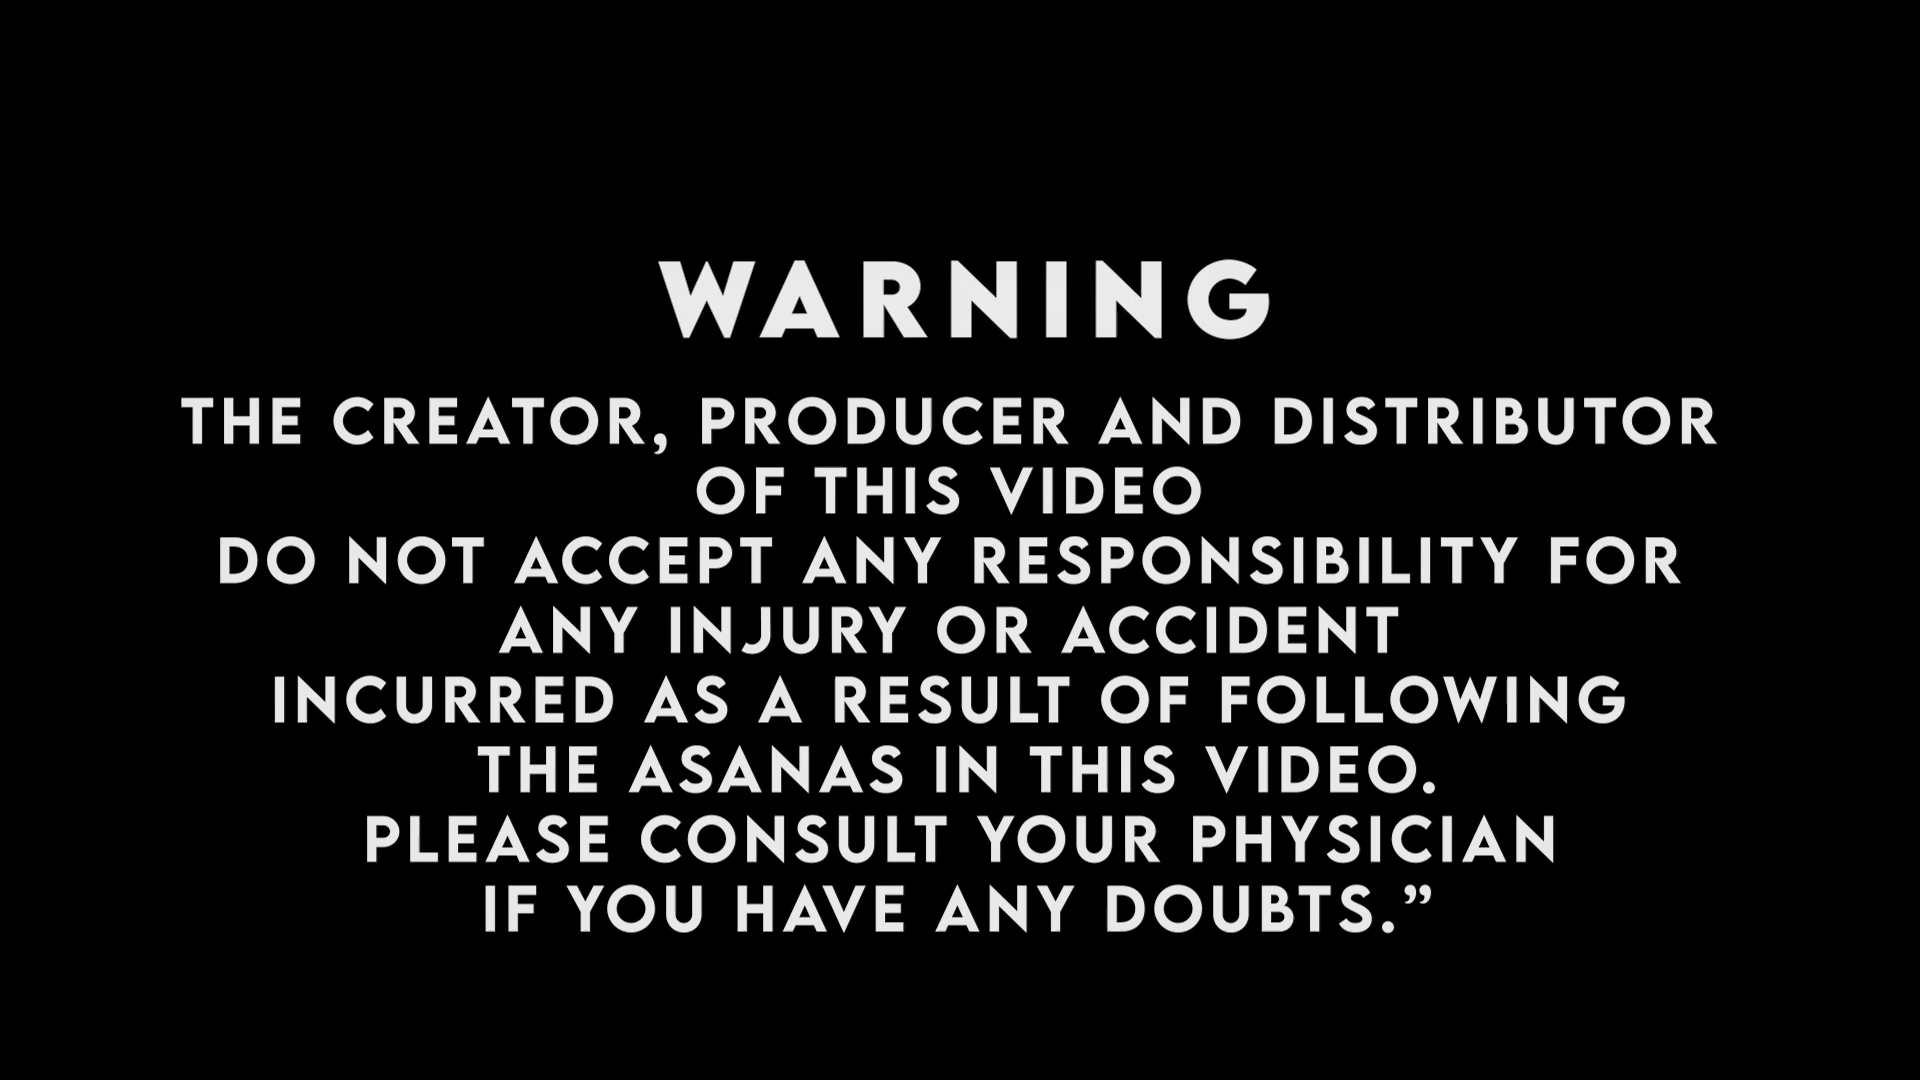 WARNING
THE CREATOR, PRODUCER AND DISTRIBUTOR
OF THIS VIDEO
DO NOT ACCEPT ANY RESPONSIBILITY FOR
ANY INJURY OR ACCIDENT
INCURRED AS A RESULT OF FOLLOWING
THE ASANAS IN THIS VIDEO.
PLEASE CONSULT YOUR PHYSICIAN
IF YOU HAVE ANY DOUBTS.”